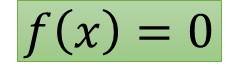 f(x) = 0